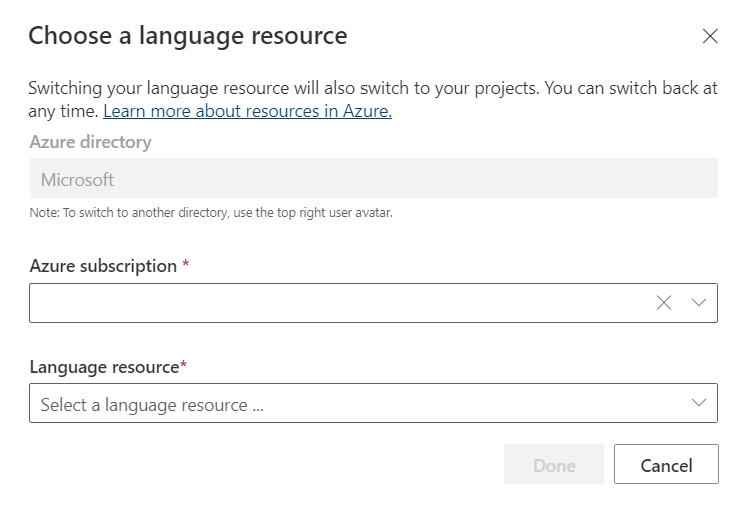 Choose a language resource
Switching your language resource will also switch to your projects. You can switch back at
any time. Learn more about resources in Azure.
Azure directory
Microsoft
Note: To switch to another directory, use the top right user avatar.
Azure subscription *
Language resource*
Select a language resource ...
Done
Cancel